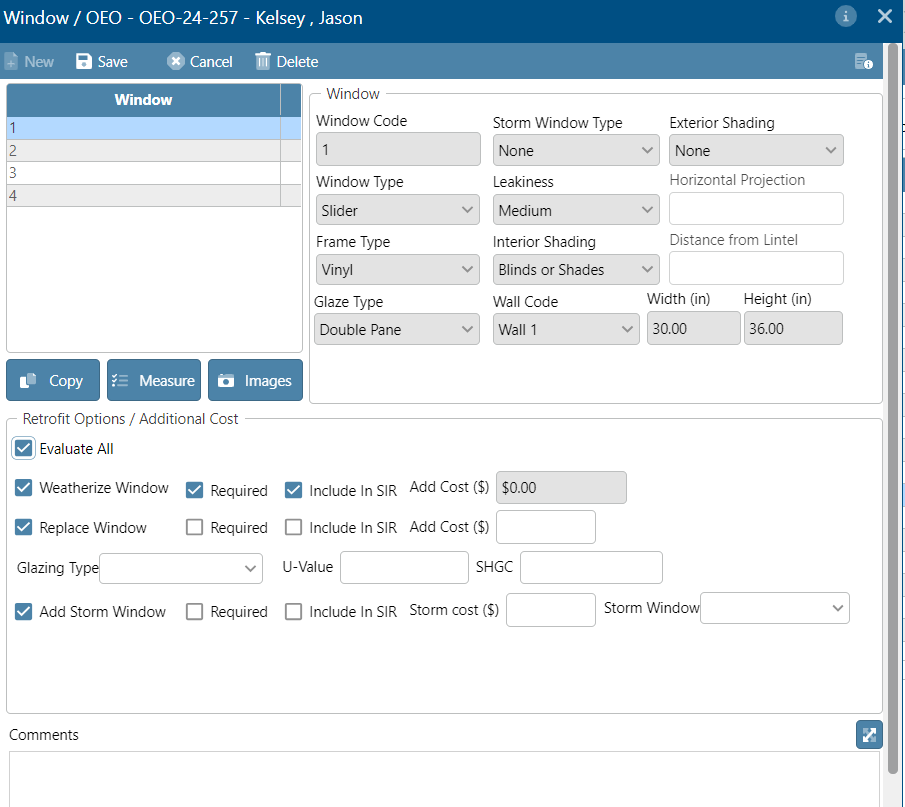 Window / OEO - OEO-24-257 - Kelsey , Jason
New Save Cancel Delete
Window
1
2
3
4
Copy Measure Images
Window
Window Code Storm Window Type Exterior Shading
1 None None
Window Type Leakiness Horizontal Projection
Slider Medium
Frame Type Interior Shading Distance from Lintel
Vinyl Blinds or Shades
Glaze Type Wall Code Width (in) Height (in)
Double Pane Wall 1 30.00 36.00
Retrofit Options / Additional Cost
Evaluate All
Weatherize Window Required Include In SIR Add Cost ($) $0.00
Replace Window Required Include In SIR Add Cost ($)
Glazing Type U-Value SHGC
Add Storm Window Required Include In SIR Storm cost ($) Storm Window
Comments